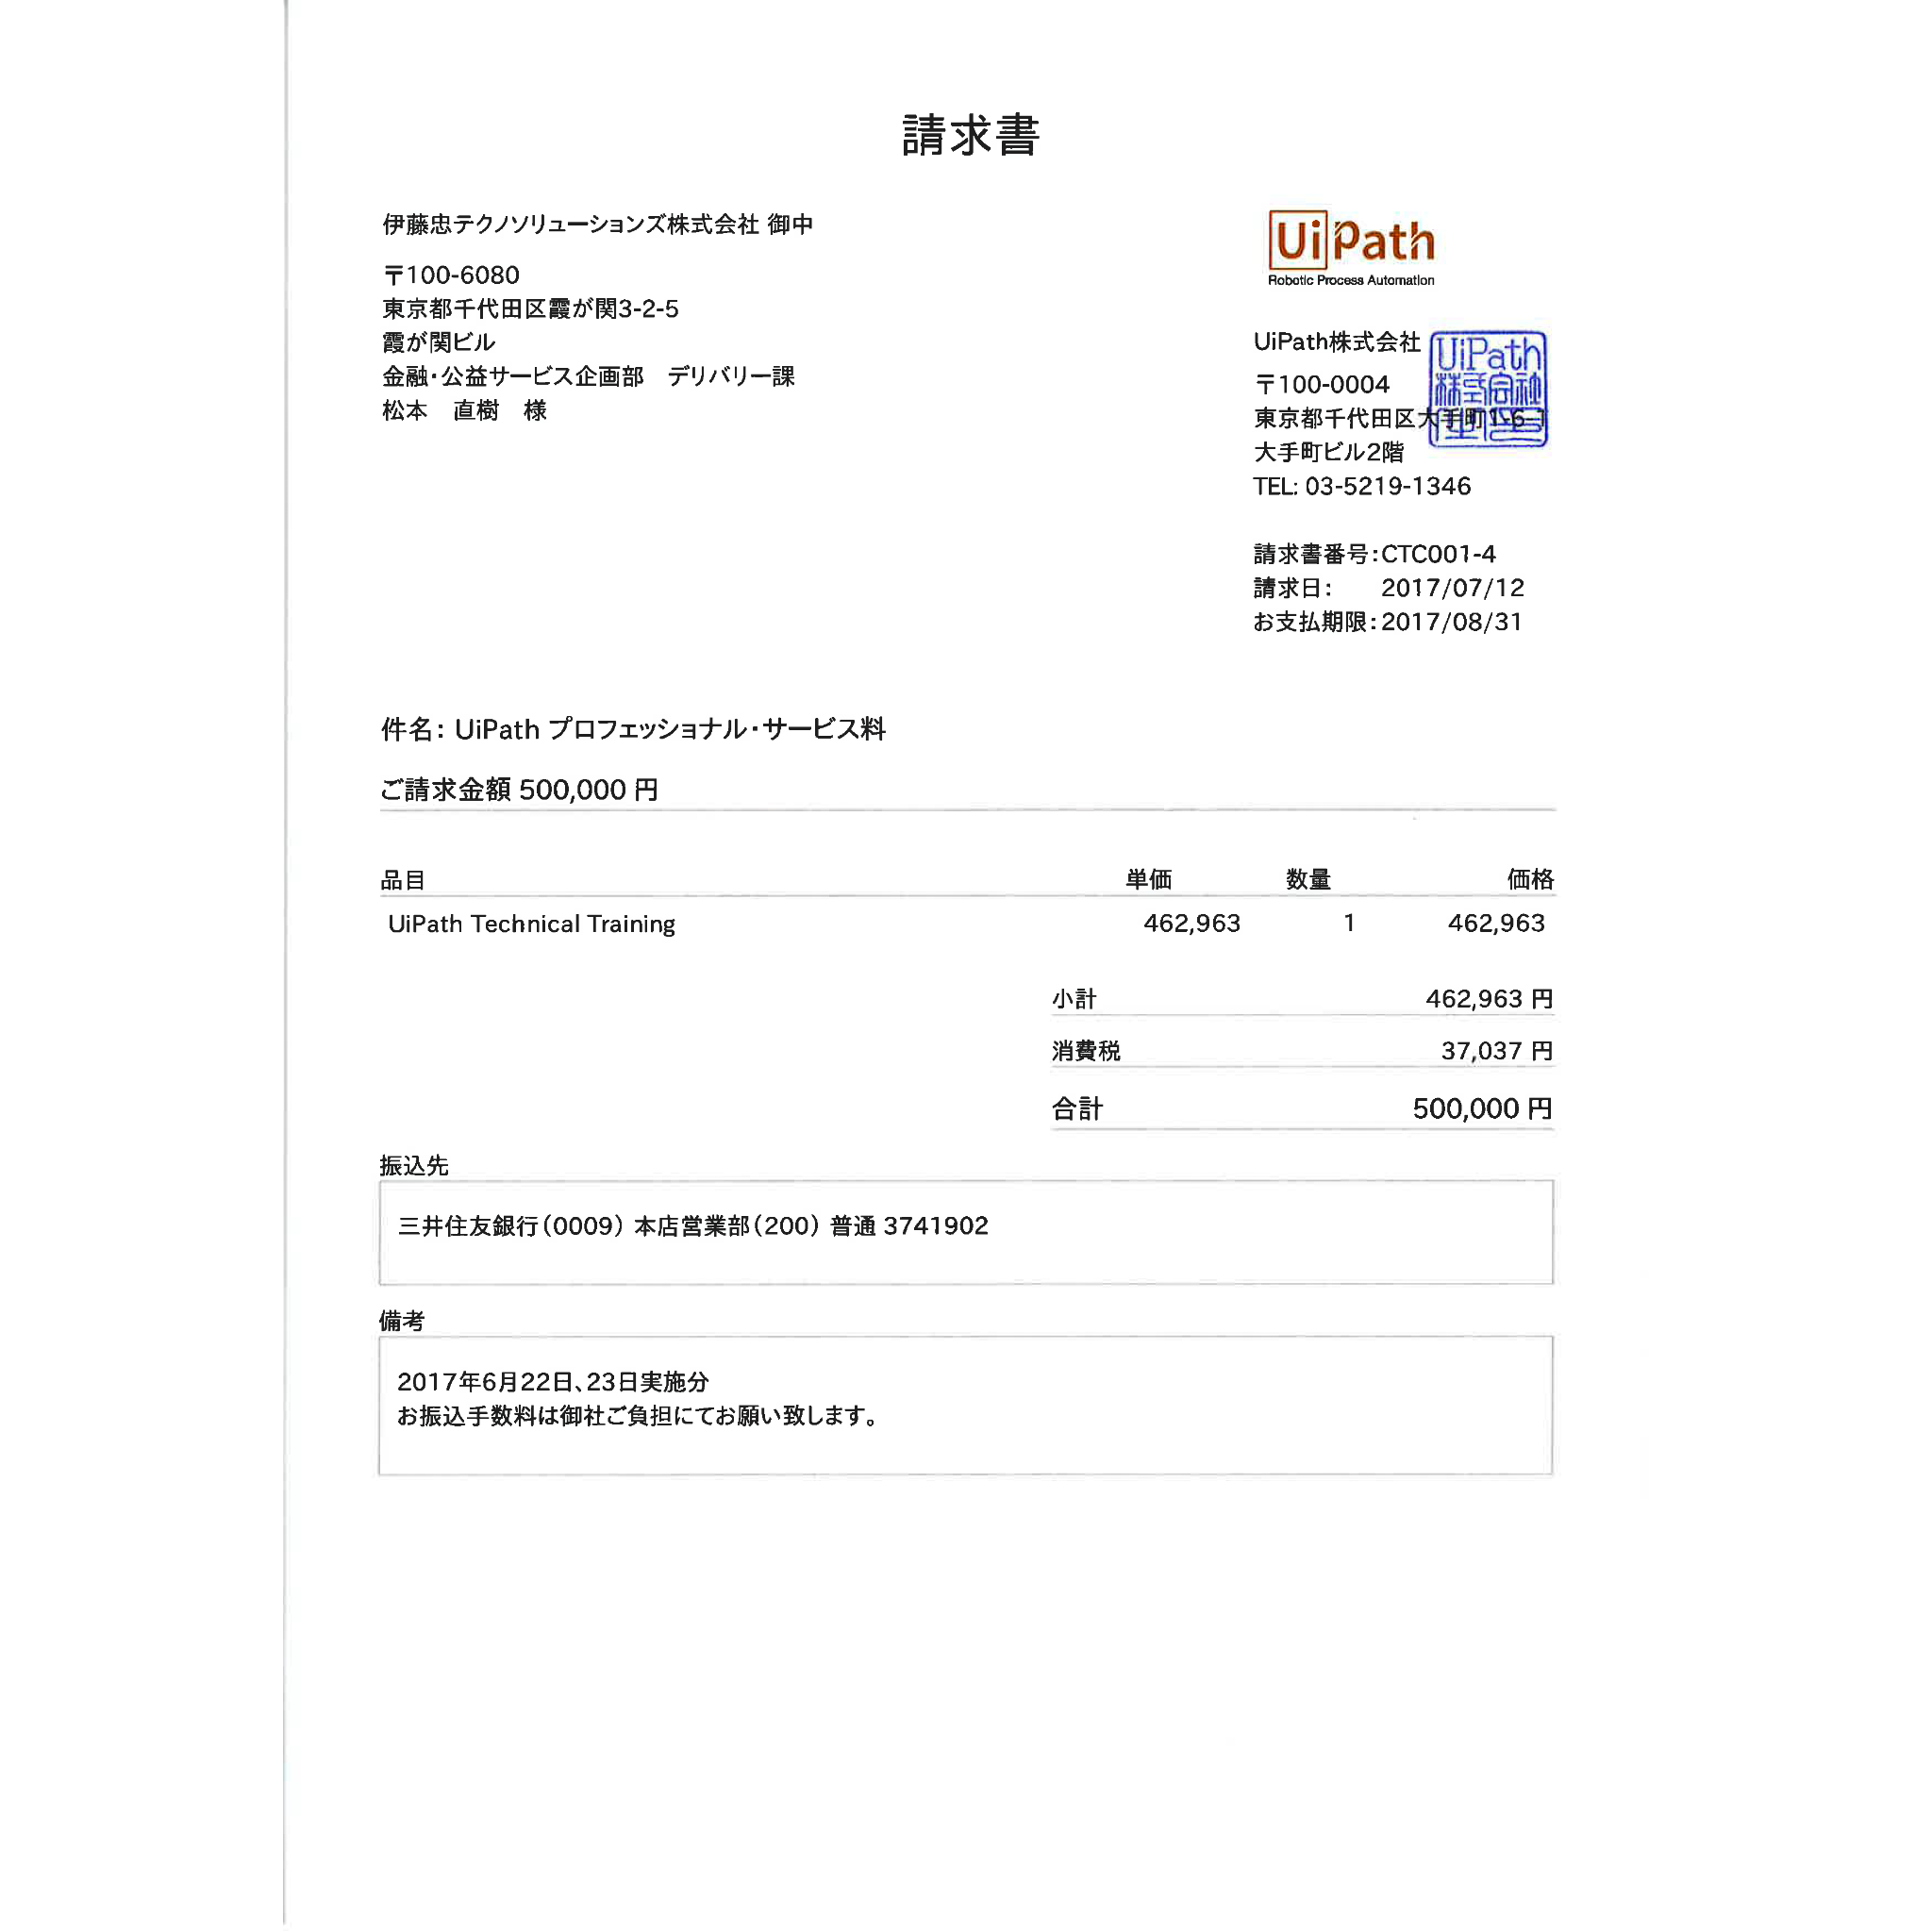 請求書
伊藤忠テクノソリューションズ株式会社 御中
〒100-6080
東京都千代田区霞が関3-2-5
霞が関ビル
金融・公益サービス企画部　デリバリー課
松本　直樹　様
UiPath
Robotic Process Automation
UiPath株式会社
〒100-0004
東京都千代田区大手町1-6-1
大手町ビル2階
TEL: 03-5219-1346
UiPath
株式会社
請求書番号:CTC001-4
請求日:　2017/07/12
お支払期限:2017/08/31
件名: UiPath プロフェッショナル・サービス料
ご請求金額 500,000 円
品目 単価 数量 価格
UiPath Technical Training 462,963 1 462,963
小計 462,963 円
消費税 37,037 円
合計 500,000 円
振込先
三井住友銀行(0009) 本店営業部(200) 普通 3741902
備考
2017年6月22日、23日実施分
お振込手数料は御社ご負担にてお願い致します。